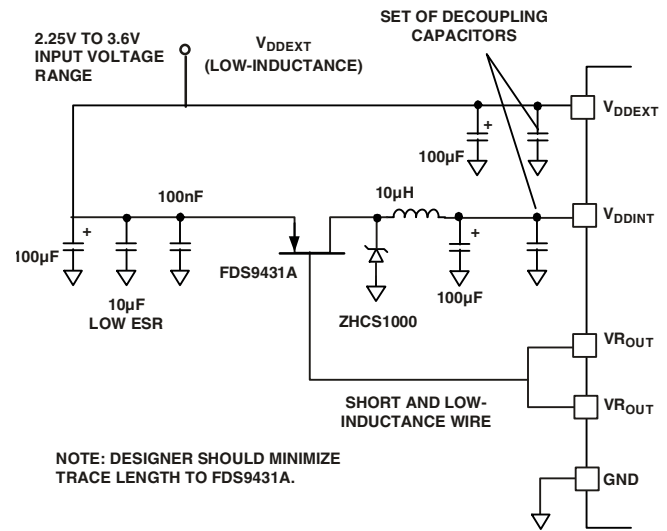 SET OF DECOUPLING
CAPACITORS
2.25V TO 3.6V
INPUT VOLTAGE
RANGE
VDDEXT
(LOW-INDUCTANCE)
VDDEXT
+
100µF
100nF
10µH
VDDINT
+
100µF
10µF
LOW ESR
FDS9431A
+
100µF
ZHCS1000
VROUT
SHORT AND LOW-
INDUCTANCE WIRE
VROUT
NOTE: DESIGNER SHOULD MINIMIZE
TRACE LENGTH TO FDS9431A.
GND